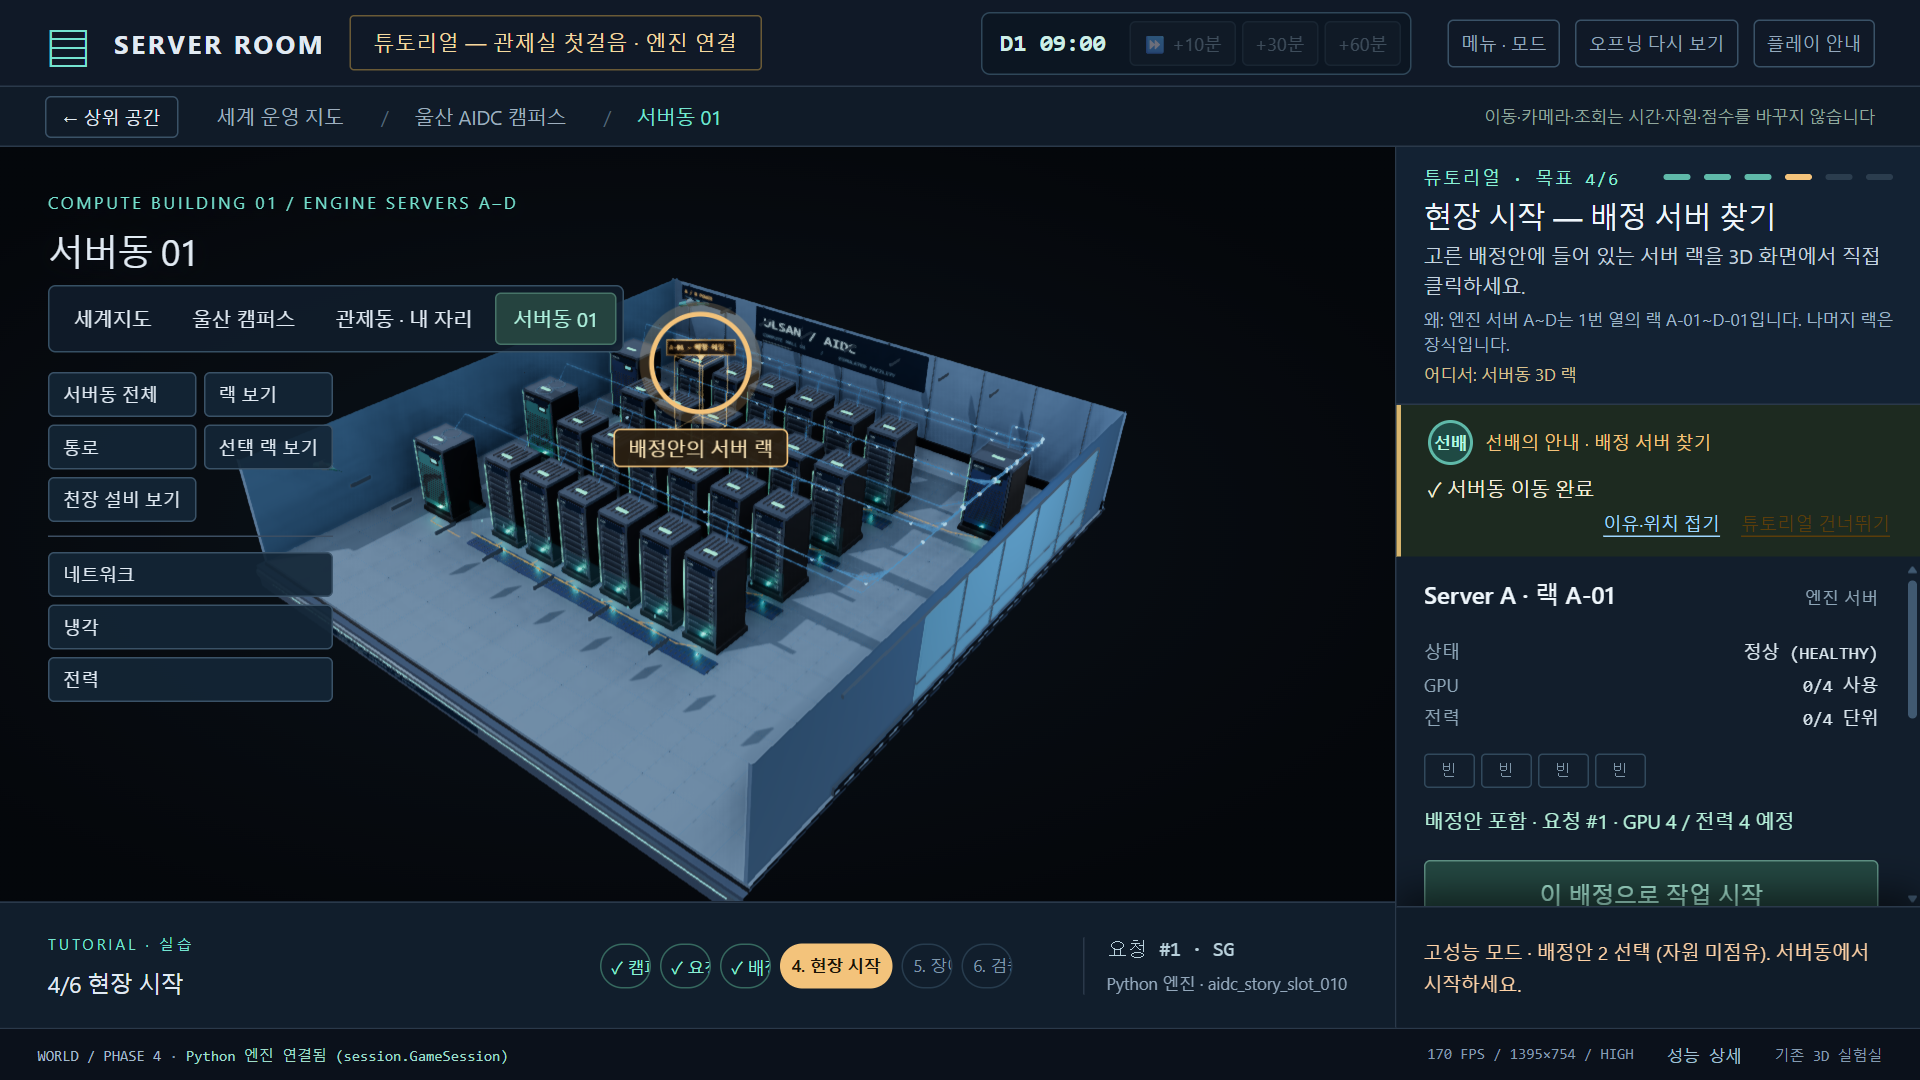 SERVER ROOM
튜토리얼 — 관제실 첫걸음 · 엔진 연결
D1 09:00
⏩ +10분
+30분
+60분
메뉴 · 모드
오프닝 다시 보기
플레이 안내
← 상위 공간
세계 운영 지도 / 울산 AIDC 캠퍼스 / 서버동 01
이동·카메라·조회는 시간·자원·점수를 바꾸지 않습니다
COMPUTE BUILDING 01 / ENGINE SERVERS A–D
서버동 01
세계지도
울산 캠퍼스
관제동 · 내 자리
서버동 01
서버동 전체
랙 보기
통로
선택 랙 보기
천장 설비 보기
네트워크
냉각
전력
ULSAN / AIDC
배정안의 서버 랙
튜토리얼 · 목표 4/6
현장 시작 — 배정 서버 찾기
고른 배정안에 들어 있는 서버 랙을 3D 화면에서 직접
클릭하세요.
왜: 엔진 서버 A~D는 1번 열의 랙 A-01~D-01입니다. 나머지 랙은
장식입니다.
어디서: 서버동 3D 랙
선배
선배의 안내 · 배정 서버 찾기
✓ 서버동 이동 완료
이유·위치 접기
튜토리얼 건너뛰기
Server A · 랙 A-01
엔진 서버
상태
정상 (HEALTHY)
GPU
0/4 사용
전력
0/4 단위
빈
빈
빈
빈
배정안 포함 · 요청 #1 · GPU 4 / 전력 4 예정
이 배정으로 작업 시작
고성능 모드 · 배정안 2 선택 (자원 미점유). 서버동에서
시작하세요.
TUTORIAL · 실습
4/6 현장 시작
✓ 캠
✓ 요
✓ 배
4. 현장 시작
5. 장
6. 검
요청 #1 · SG
Python 엔진 · aidc_story_slot_010
WORLD / PHASE 4 · Python 엔진 연결됨 (session.GameSession)
170 FPS / 1395×754 / HIGH
성능 상세
기존 3D 실험실